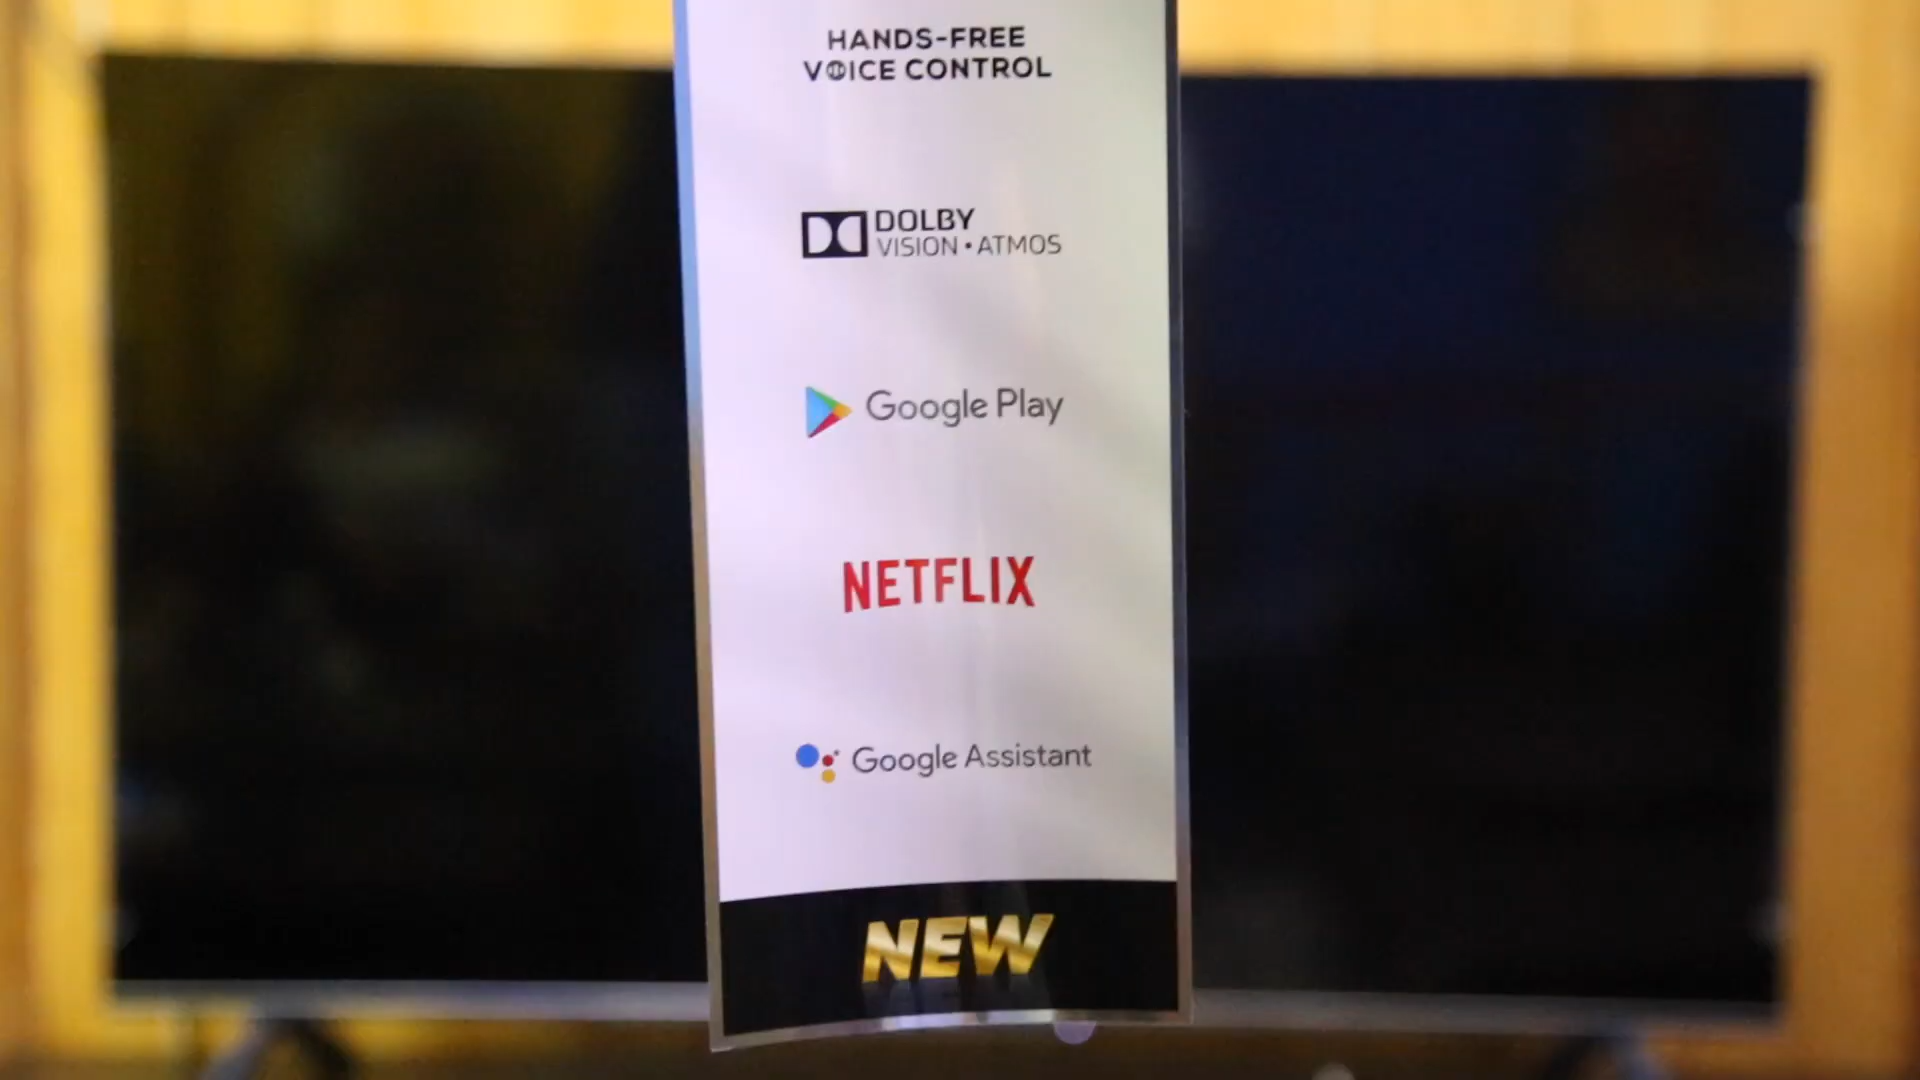 HANDS-FREE
VOICE CONTROL
DOLBY
VISION•ATMOS
Google Play
NETFLIX
Google Assistant
NEW